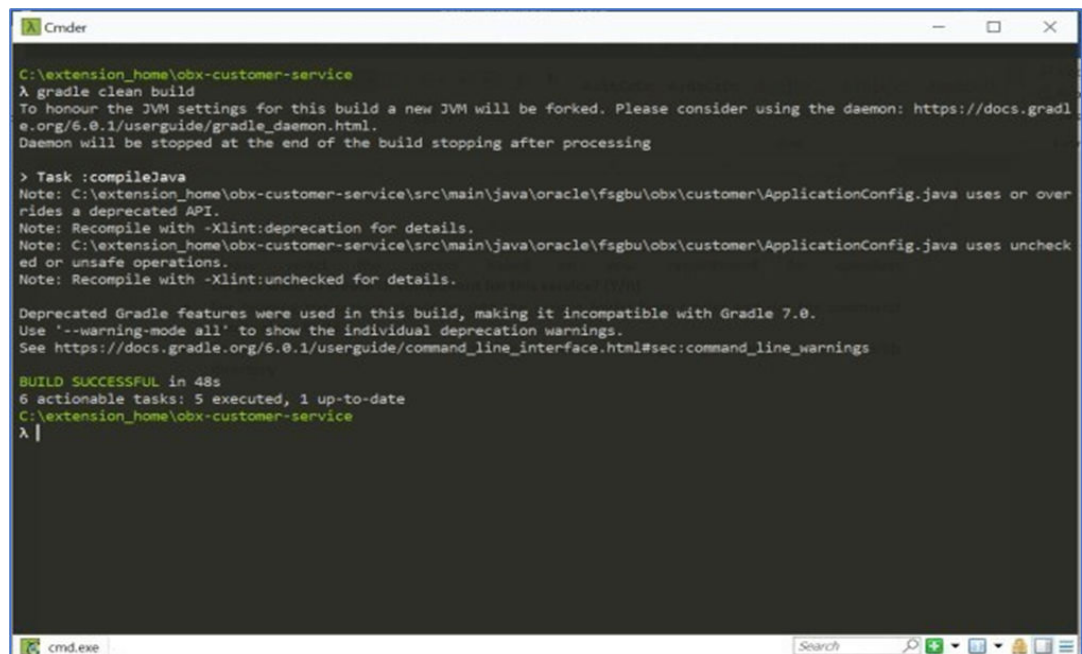 Cmder
C:\extension_home\obx-customer-service
λ gradle clean build
To honour the JVM settings for this build a new JVM will be forked. Please consider using the daemon: https://docs.gradl
e.org/6.0.1/userguide/gradle_daemon.html.
Daemon will be stopped at the end of the build stopping after processing
> Task :compileJava
Note: C:\extension_home\obx-customer-service\src\main\java\oracle\fsgbu\obx\customer\ApplicationConfig.java uses or over
rides a deprecated API.
Note: Recompile with -Xlint:deprecation for details.
Note: C:\extension_home\obx-customer-service\src\main\java\oracle\fsgbu\obx\customer\ApplicationConfig.java uses uncheck
ed or unsafe operations.
Note: Recompile with -Xlint:unchecked for details.
Deprecated Gradle features were used in this build, making it incompatible with Gradle 7.0.
Use '--warning-mode all' to show the individual deprecation warnings.
See https://docs.gradle.org/6.0.1/userguide/command_line_interface.html#sec:command_line_warnings
BUILD SUCCESSFUL in 48s
6 actionable tasks: 5 executed, 1 up-to-date
C:\extension_home\obx-customer-service
λ
cmd.exe
Search